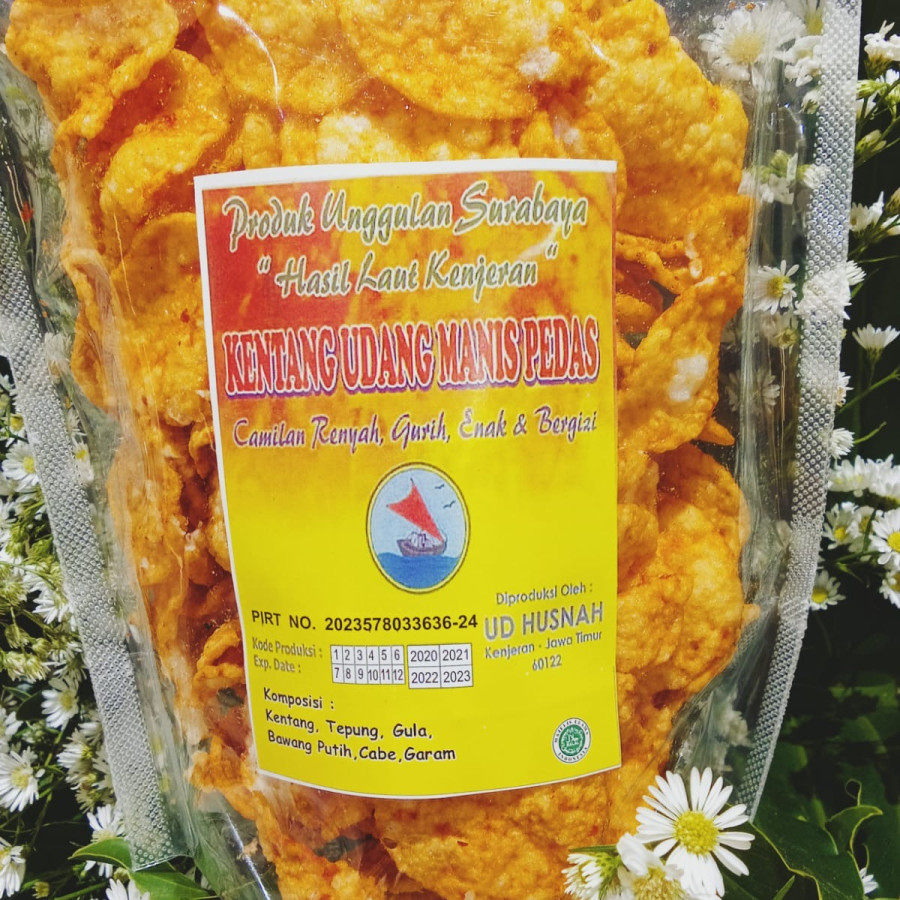 Produk Unggulan Surabaya
“ Hasil Laut Kenjeran “
KENTANG UDANG MANIS PEDAS
Camilan Renyah, Gurih, Enak & Bergizi
PIRT NO. 2023578033636-24
Kode Produksi :
Exp. Date :
1 2 3 4 5 6 2020 2021
7 8 9 10 11 12 2022 2023
Diproduksi Oleh :
UD HUSNAH
Kenjeran - Jawa Timur
60122
Komposisi :
Kentang, Tepung, Gula,
Bawang Putih,Cabe,Garam